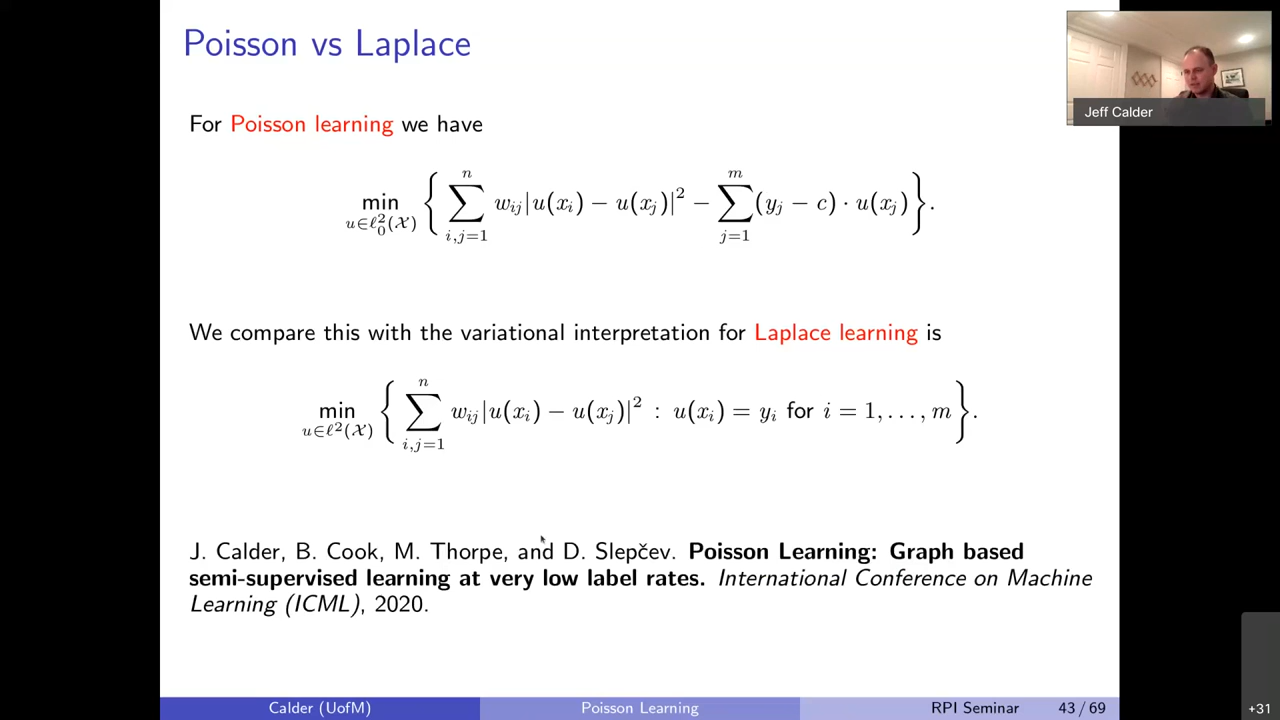 Poisson vs Laplace
Jeff Calder
For Poisson learning we have
min_{u∈ℓ²₀(𝒳)} { ∑_{i,j=1}^{n} w_{ij}|u(x_i) − u(x_j)|² − ∑_{j=1}^{m} (y_j − c) · u(x_j) }.
We compare this with the variational interpretation for Laplace learning is
min_{u∈ℓ²(𝒳)} { ∑_{i,j=1}^{n} w_{ij}|u(x_i) − u(x_j)|² : u(x_i) = y_i for i = 1, . . . , m }.
J. Calder, B. Cook, M. Thorpe, and D. Slepčev. Poisson Learning: Graph based
semi-supervised learning at very low label rates. International Conference on Machine
Learning (ICML), 2020.
Calder (UofM) Poisson Learning RPI Seminar 43 / 69
+31